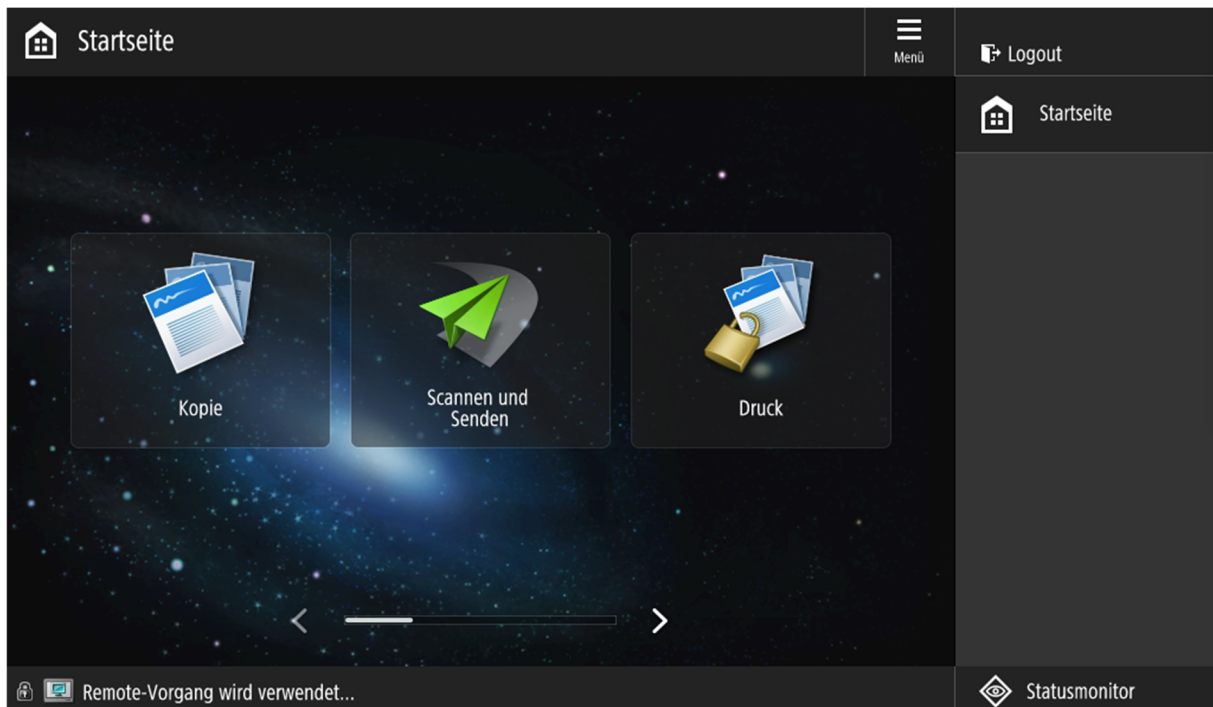 Startseite
Menü
Logout
Startseite
Kopie
Scannen und
Senden
Druck
Remote-Vorgang wird verwendet...
Statusmonitor